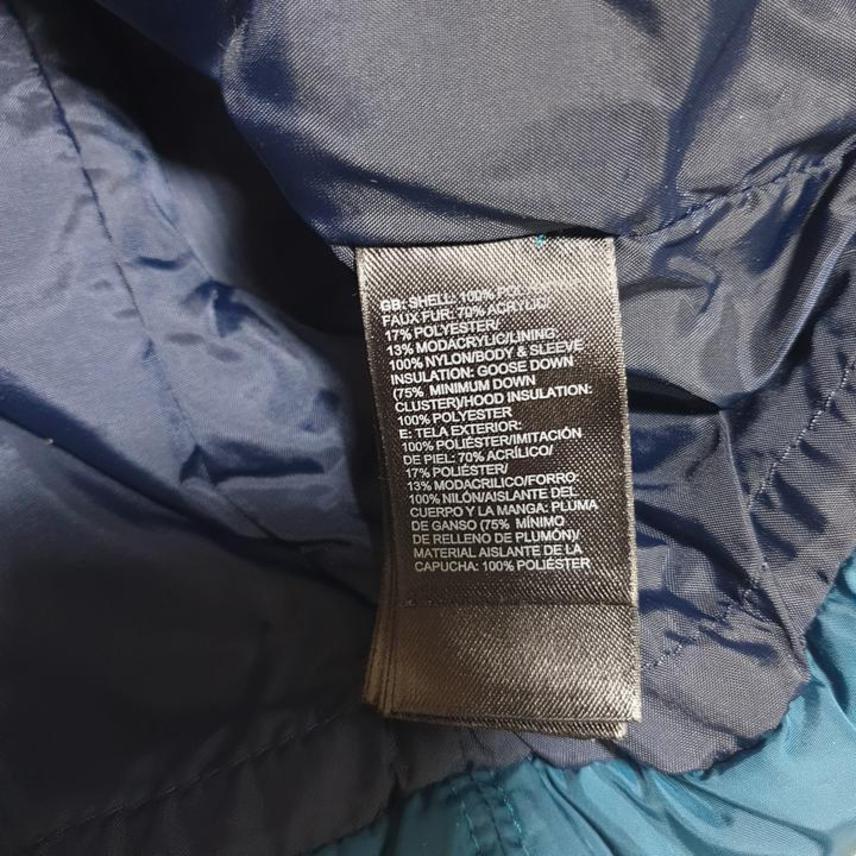 GB: SHELL: 100% POLYESTER/
FAUX FUR: 70% ACRYLIC/
17% POLYESTER/
13% MODACRYLIC/LINING:
100% NYLON/BODY & SLEEVE
INSULATION: GOOSE DOWN
(75% MINIMUM DOWN
CLUSTER)/HOOD INSULATION:
100% POLYESTER
E: TELA EXTERIOR:
100% POLIÉSTER/IMITACIÓN
DE PIEL: 70% ACRÍLICO/
17% POLIÉSTER/
13% MODACRILICO/FORRO:
100% NILÓN/AISLANTE DEL
CUERPO Y LA MANGA: PLUMA
DE GANSO (75% MÍNIMO
DE RELLENO DE PLUMÓN)/
MATERIAL AISLANTE DE LA
CAPUCHA: 100% POLIÉSTER